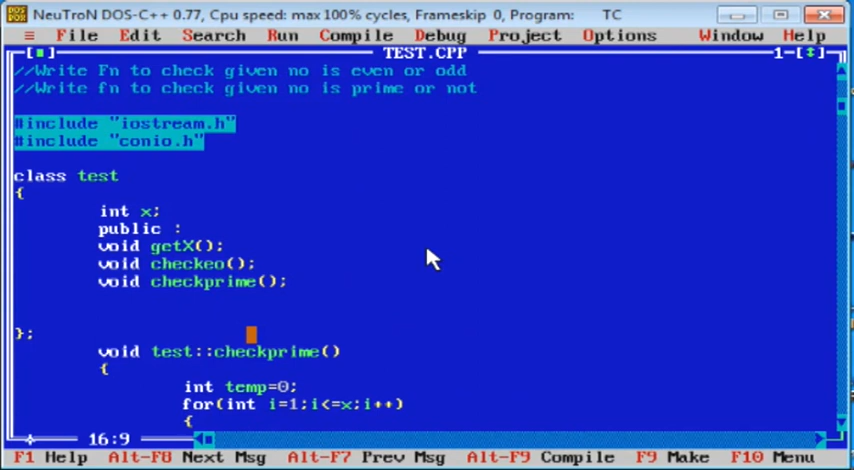 NeuTroN DOS-C++ 0.77, Cpu speed: max 100% cycles, Frameskip 0, Program: TC
≡ File Edit Search Run Compile Debug Project Options Window Help
[■] TEST.CPP 1=[↕]
//Write Fn to check given no is even or odd
//Write fn to check given no is prime or not
#include "iostream.h"
#include "conio.h"
class test
{
int x;
public :
void getX();
void checkeo();
void checkprime();
};
void test::checkprime()
{
int temp=0;
for(int i=1;i<=x;i++)
{
16:9
F1 Help Alt-F8 Next Msg Alt-F7 Prev Msg Alt-F9 Compile F9 Make F10 Menu